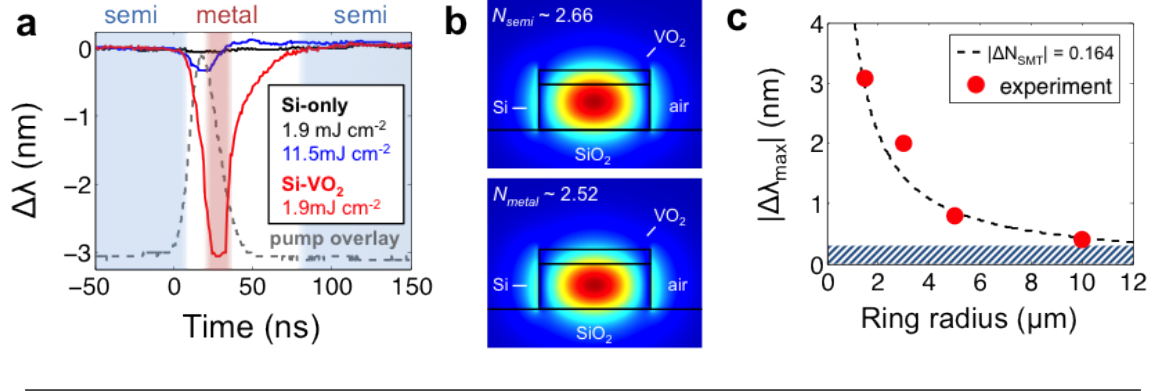 a
semi metal semi
0
−1
−2
−3
Δλ (nm)
Si-only
1.9 mJ cm⁻²
11.5mJ cm⁻²
Si-VO₂
1.9mJ cm⁻²
pump overlay
−50 0 50 100 150
Time (ns)
b
N_semi ~ 2.66
VO₂
Si
air
SiO₂
N_metal ~ 2.52
VO₂
Si
air
SiO₂
c
4
3
2
1
0
|Δλ_max| (nm)
|ΔN_SMT| = 0.164
experiment
0 2 4 6 8 10 12
Ring radius (μm)